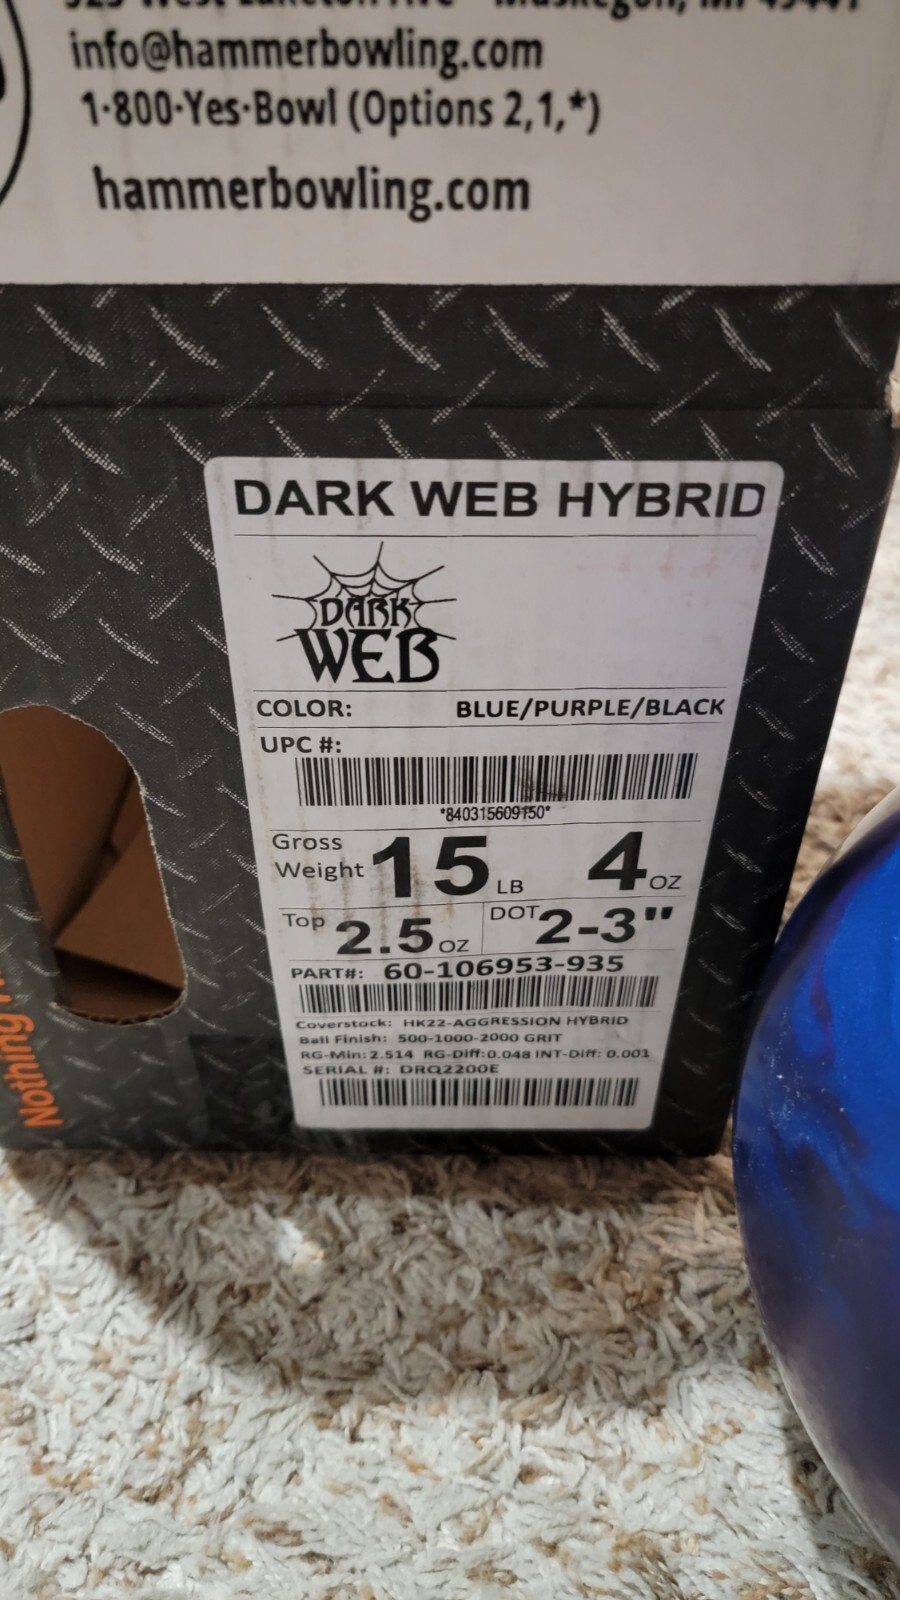 info@hammerbowling.com
1·800·Yes·Bowl (Options 2,1,*)
hammerbowling.com
DARK WEB HYBRID
DARK
WEB
COLOR: BLUE/PURPLE/BLACK
UPC #:
*840315609150*
Gross Weight 15 LB 4 OZ
Top 2.5 OZ DOT 2-3"
PART#: 60-106953-935
Coverstock: HK22-AGGRESSION HYBRID
Ball Finish: 500-1000-2000 GRIT
RG-Min: 2.514 RG-Diff: 0.048 INT-Diff: 0.001
SERIAL #: DRQ2200E
Nothing